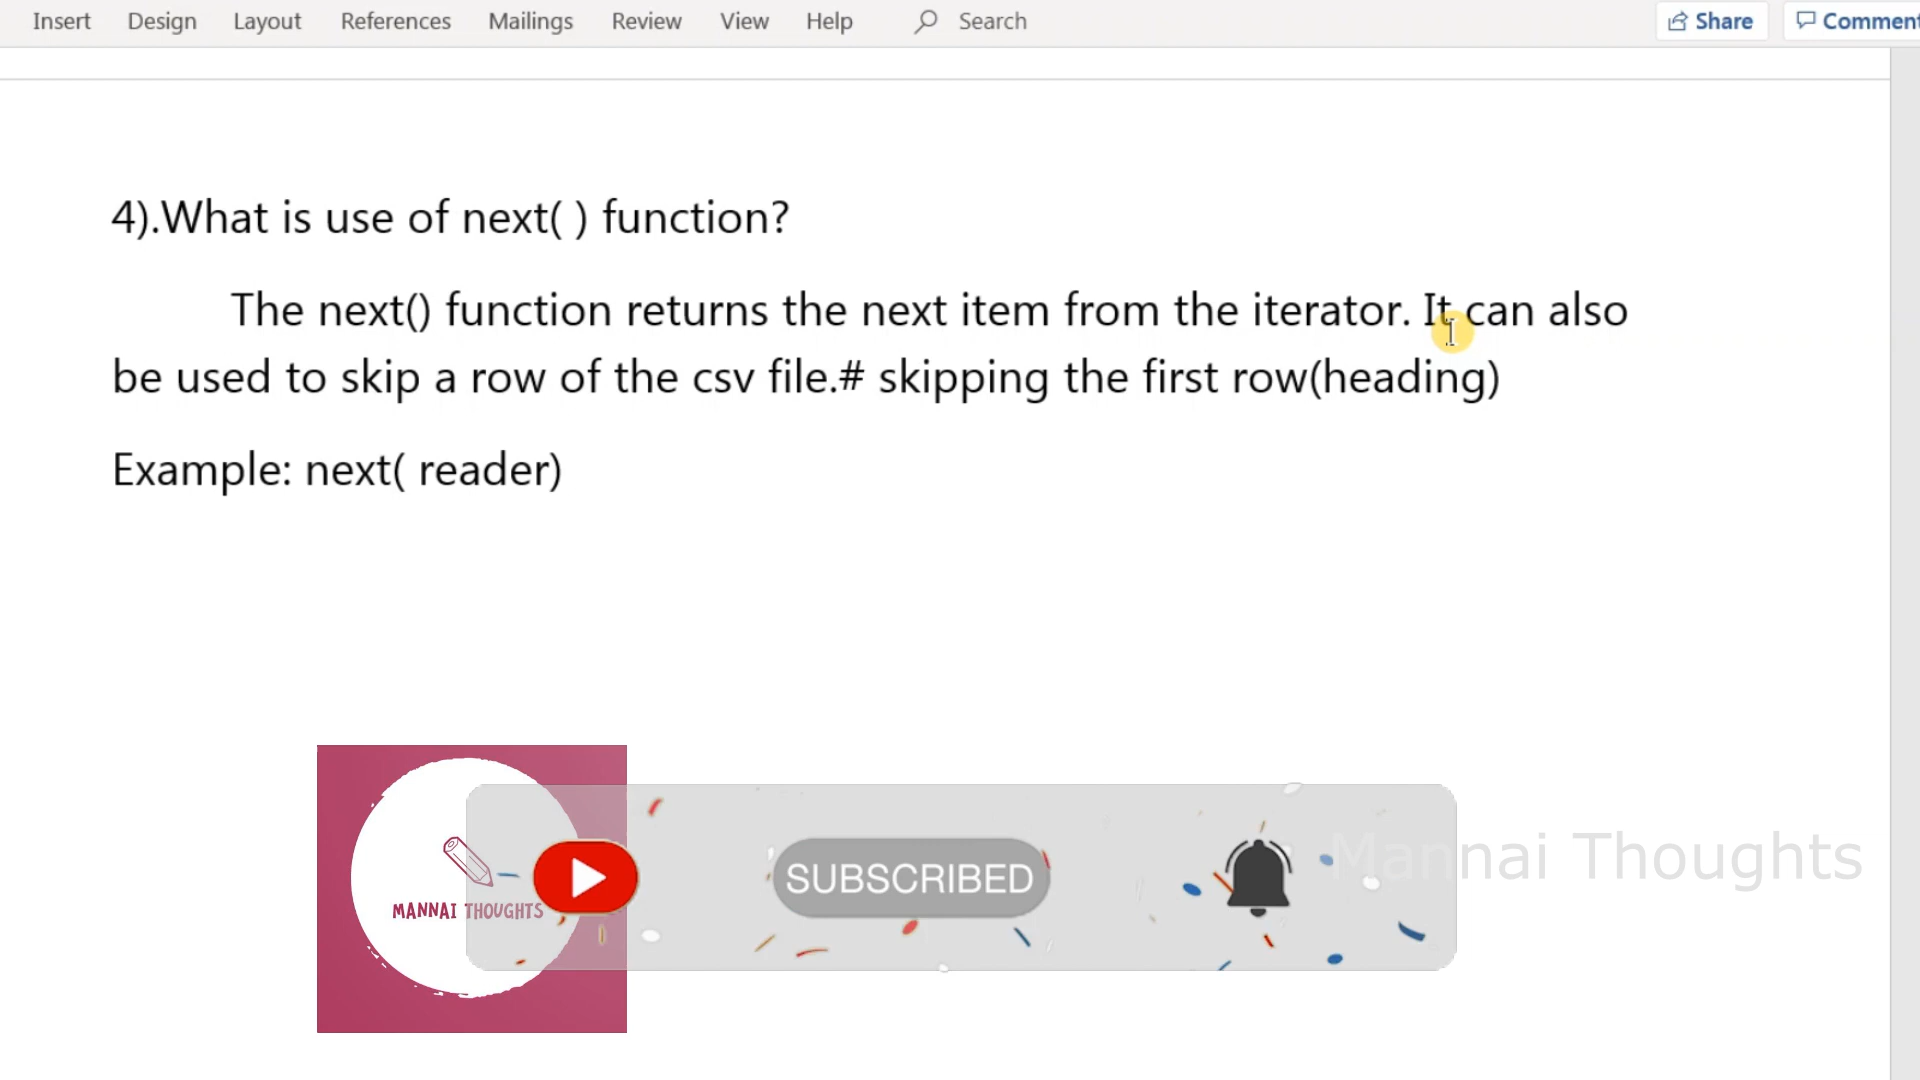 Insert Design Layout References Mailings Review View Help Search Share Comment
4).What is use of next( ) function?
The next() function returns the next item from the iterator. It can also
be used to skip a row of the csv file.# skipping the first row(heading)
Example: next( reader)
MANNAI THOUGHTS
SUBSCRIBED
Mannai Thoughts